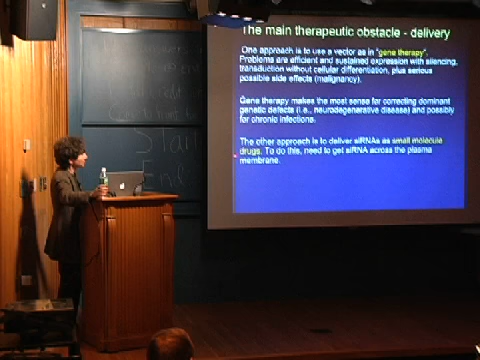 The main therapeutic obstacle - delivery
One approach is to use a vector as in "gene therapy".
Problems are efficient and sustained expression with silencing,
transduction without cellular differentiation, plus serious
possible side effects (malignancy).
Gene therapy makes the most sense for correcting dominant
genetic defects (i.e., neurodegenerative disease) and possibly
for chronic infections.
The other approach is to deliver siRNAs as small molecule
drugs. To do this, need to get siRNA across the plasma
membrane.